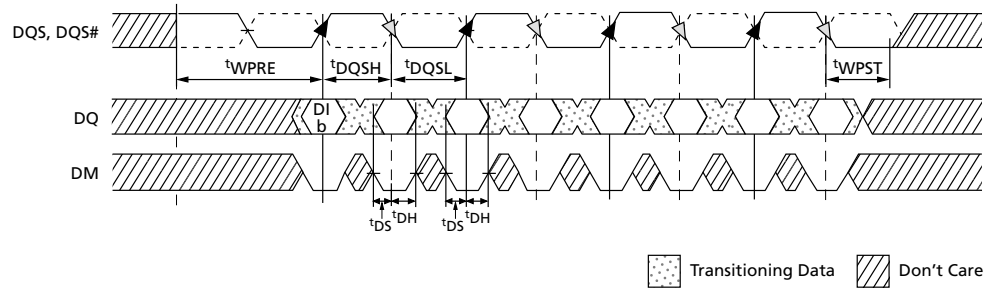 DQS, DQS#
tWPRE
tDQSH
tDQSL
tWPST
DQ
DI
b
DM
tDS
tDH
tDS
tDH
Transitioning Data
Don't Care